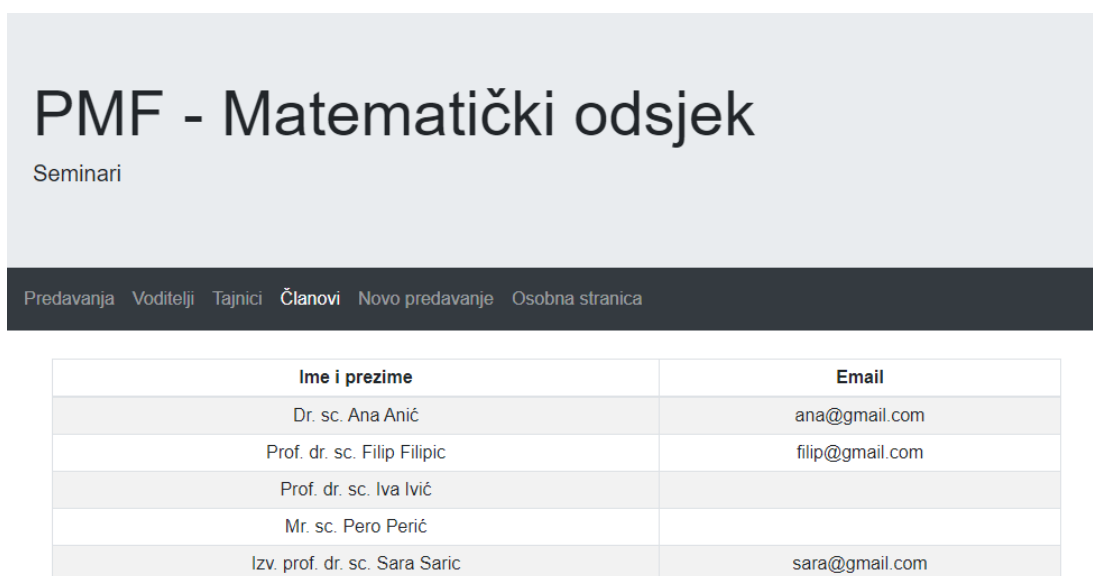 PMF - Matematički odsjek
Seminari
Predavanja Voditelji Tajnici Članovi Novo predavanje Osobna stranica
Ime i prezime Email
Dr. sc. Ana Anić ana@gmail.com
Prof. dr. sc. Filip Filipic filip@gmail.com
Prof. dr. sc. Iva Ivić
Mr. sc. Pero Perić
Izv. prof. dr. sc. Sara Saric sara@gmail.com